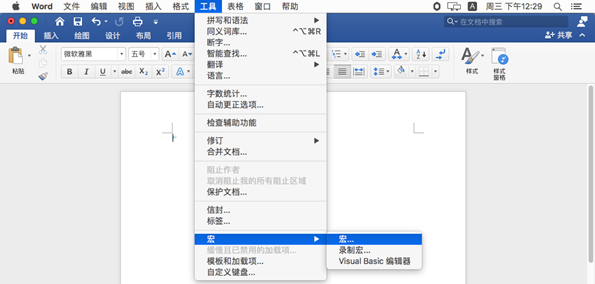 Word 文件 编辑 视图 插入 格式 工具 表格 窗口 帮助 周三 下午12:29
在文档中搜索
开始 插入 绘图 设计 布局 引用 共享
粘贴 微软雅黑 五号 A A 样式 样式窗格
B I U abc X₂ X² A
拼写和语法
同义词库... ^⌥⌘R
断字...
智能查找... ^⌥⌘L
翻译
语言...
字数统计...
自动更正选项...
检查辅助功能
修订
合并文档...
阻止作者
取消阻止我的所有阻止区域
保护文档...
信封...
标签...
宏 宏...
缓慢且已禁用的加载项... 录制宏...
模板和加载项... Visual Basic 编辑器
自定义键盘...